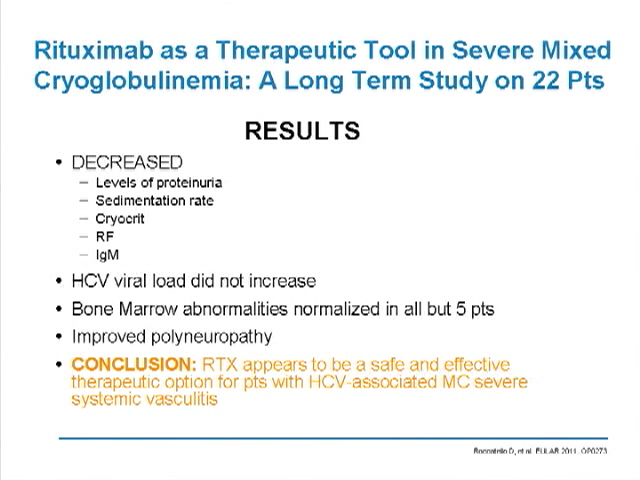 Rituximab as a Therapeutic Tool in Severe Mixed
Cryoglobulinemia: A Long Term Study on 22 Pts
RESULTS
• DECREASED
– Levels of proteinuria
– Sedimentation rate
– Cryocrit
– RF
– IgM
• HCV viral load did not increase
• Bone Marrow abnormalities normalized in all but 5 pts
• Improved polyneuropathy
• CONCLUSION: RTX appears to be a safe and effective
therapeutic option for pts with HCV-associated MC severe
systemic vasculitis
D, et al. EULAR 2011. OP0273